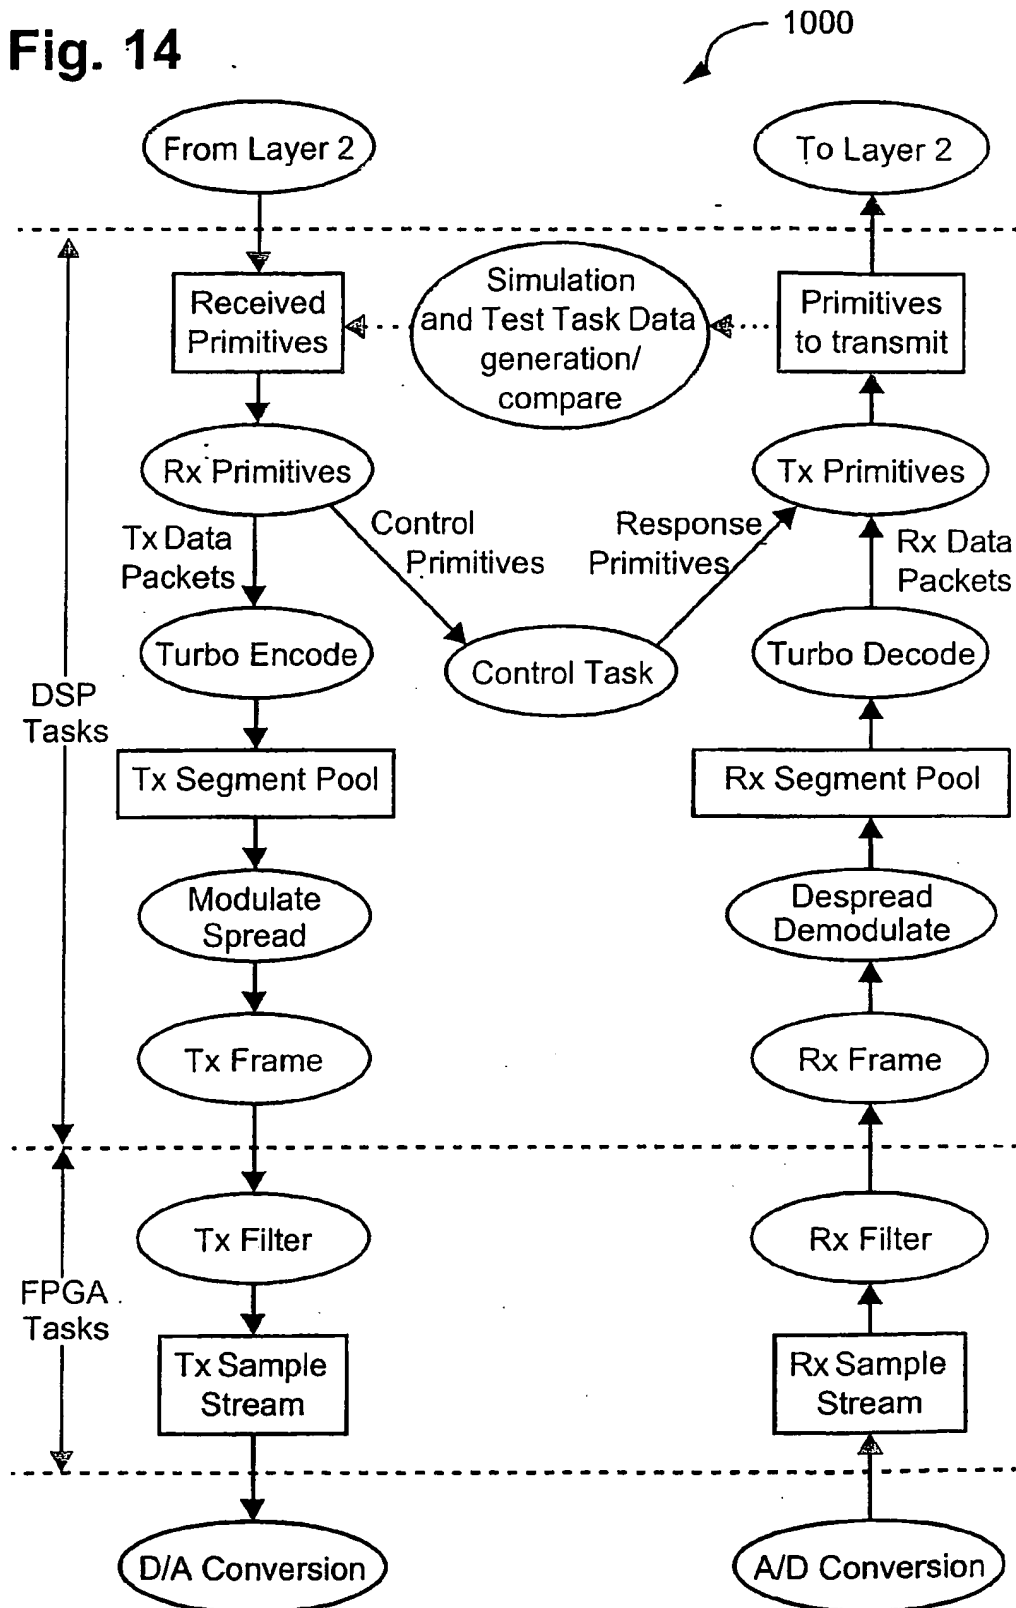 Fig. 14
1000
From Layer 2
To Layer 2
Received
Primitives
Simulation
and Test Task Data
generation/
compare
Primitives
to transmit
Rx Primitives
Tx Primitives
Tx Data
Packets
Control
Primitives
Response
Primitives
Rx Data
Packets
Turbo Encode
Control Task
Turbo Decode
DSP
Tasks
Tx Segment Pool
Rx Segment Pool
Modulate
Spread
Despread
Demodulate
Tx Frame
Rx Frame
Tx Filter
Rx Filter
FPGA
Tasks
Tx Sample
Stream
Rx Sample
Stream
D/A Conversion
A/D Conversion